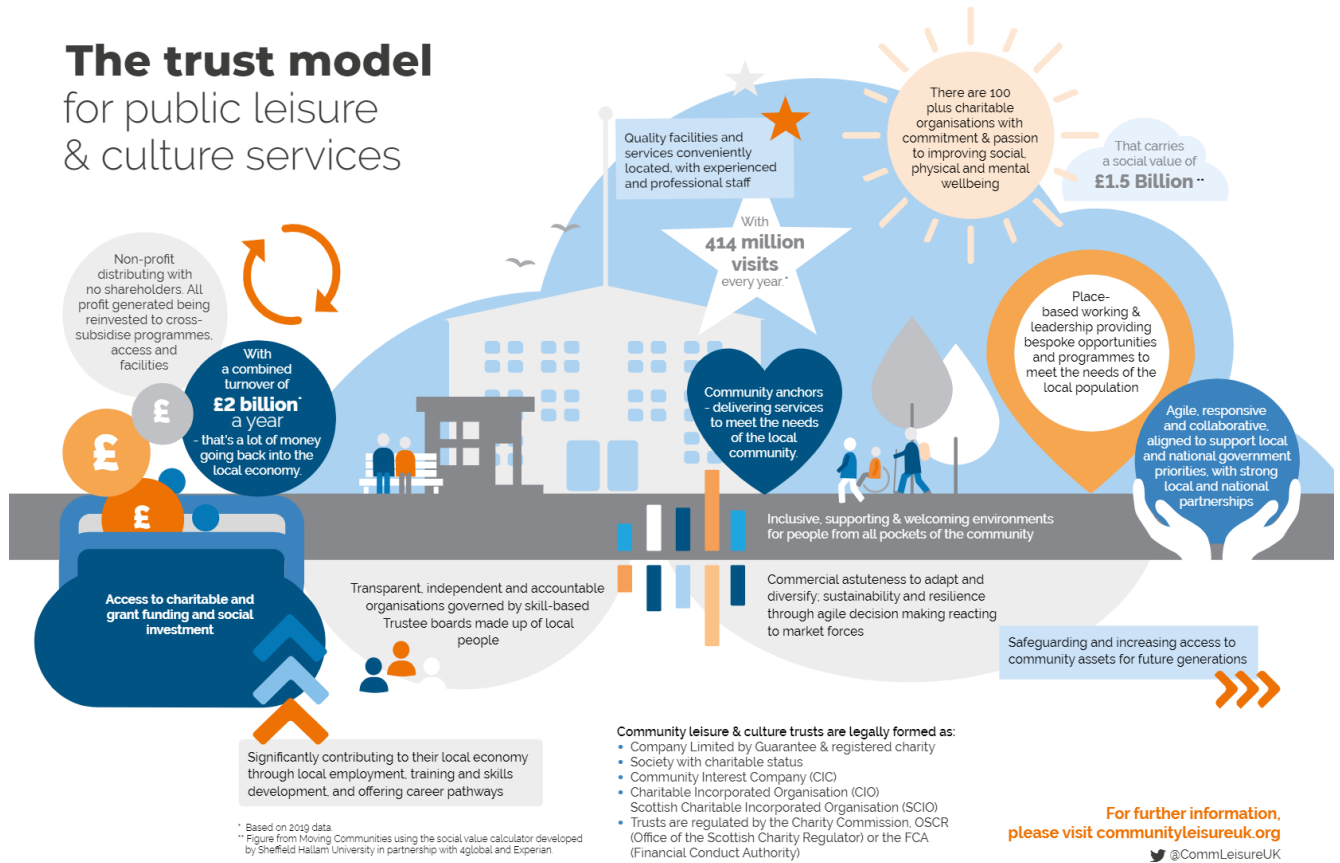 The trust model
for public leisure
& culture services
Quality facilities and
services conveniently
located, with experienced
and professional staff
There are 100
plus charitable
organisations with
commitment & passion
to improving social,
physical and mental
wellbeing
That carries
a social value of
£1.5 Billion **
With
414 million
visits
every year.*
Non-profit
distributing with
no shareholders. All
profit generated being
reinvested to cross-
subsidise programmes,
access and
facilities
With
a combined
turnover of
£2 billion*
a year
- that's a lot of money
going back into the
local economy.
£
£
£
Community anchors
- delivering services
to meet the needs
of the local
community.
Place-
based working &
leadership providing
bespoke opportunities
and programmes to
meet the needs of the
local population
Agile, responsive
and collaborative,
aligned to support local
and national government
priorities, with strong
local and national
partnerships
Inclusive, supporting & welcoming environments
for people from all pockets of the community
Access to charitable and
grant funding and social
investment
Transparent, independent and accountable
organisations governed by skill-based
Trustee boards made up of local
people
Commercial astuteness to adapt and
diversify; sustainability and resilience
through agile decision making reacting
to market forces
Safeguarding and increasing access to
community assets for future generations
Significantly contributing to their local economy
through local employment, training and skills
development, and offering career pathways
Community leisure & culture trusts are legally formed as:
• Company Limited by Guarantee & registered charity
• Society with charitable status
• Community Interest Company (CIC)
• Charitable Incorporated Organisation (CIO)
Scottish Charitable Incorporated Organisation (SCIO)
• Trusts are regulated by the Charity Commission, OSCR
(Office of the Scottish Charity Regulator) or the FCA
(Financial Conduct Authority)
* Based on 2019 data.
** Figure from Moving Communities using the social value calculator developed
by Sheffield Hallam University in partnership with 4global and Experian.
For further information,
please visit communityleisureuk.org
@CommLeisureUK